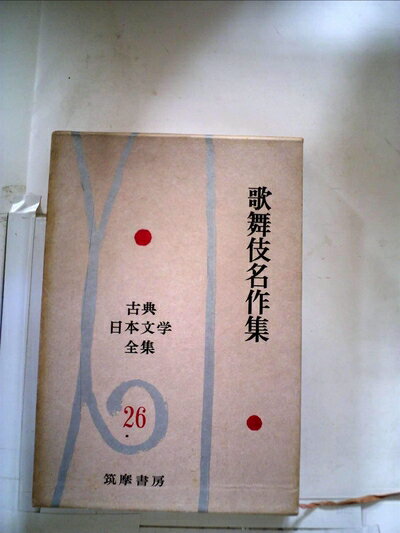 歌舞伎名作集
古典
日本文学
全集
26
筑摩書房